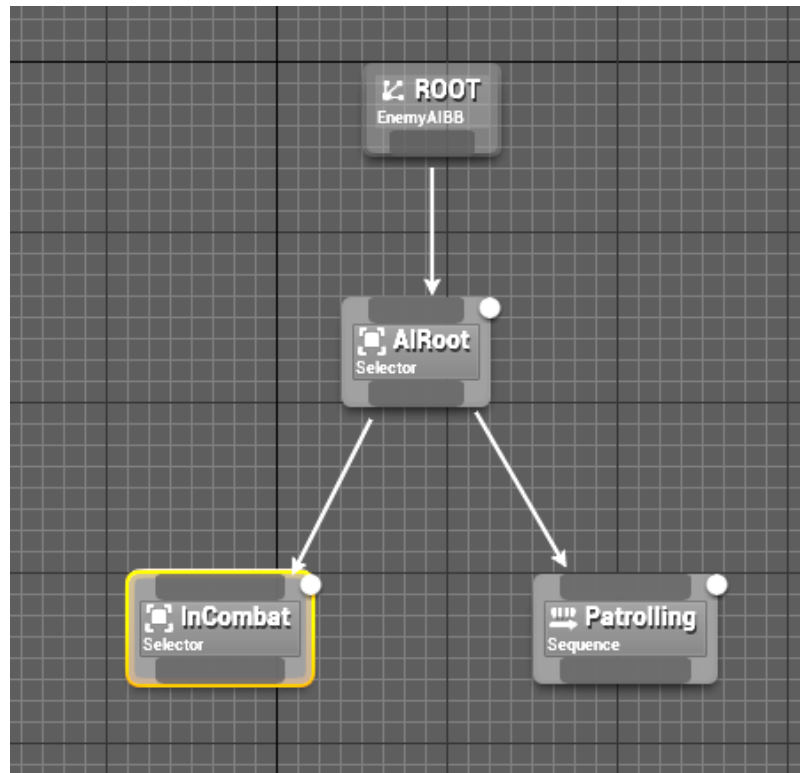 ROOT
EnemyAIBB
AIRoot
Selector
InCombat
Selector
Patrolling
Sequence